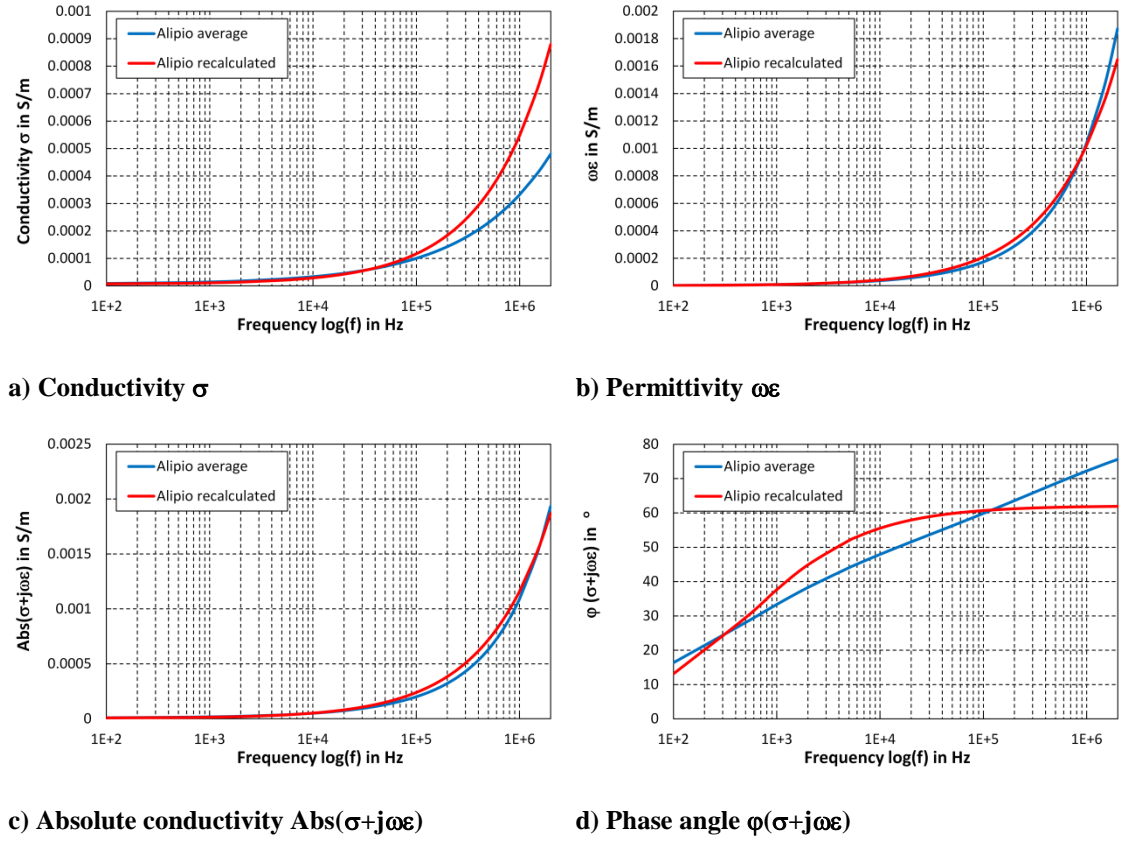 0.001
0.0009
0.0008
0.0007
0.0006
0.0005
0.0004
0.0003
0.0002
0.0001
0
Conductivity σ in S/m
Alipio average
Alipio recalculated
1E+2 1E+3 1E+4 1E+5 1E+6
Frequency log(f) in Hz
a) Conductivity σ
0.002
0.0018
0.0016
0.0014
0.0012
0.001
0.0008
0.0006
0.0004
0.0002
0
ωε in S/m
Alipio average
Alipio recalculated
1E+2 1E+3 1E+4 1E+5 1E+6
Frequency log(f) in Hz
b) Permittivity ωε
0.0025
0.002
0.0015
0.001
0.0005
0
Abs(σ+jωε) in S/m
Alipio average
Alipio recalculated
1E+2 1E+3 1E+4 1E+5 1E+6
Frequency log(f) in Hz
c) Absolute conductivity Abs(σ+jωε)
80
70
60
50
40
30
20
10
0
φ (σ+jωε) in °
Alipio average
Alipio recalculated
1E+2 1E+3 1E+4 1E+5 1E+6
Frequency log(f) in Hz
d) Phase angle φ(σ+jωε)